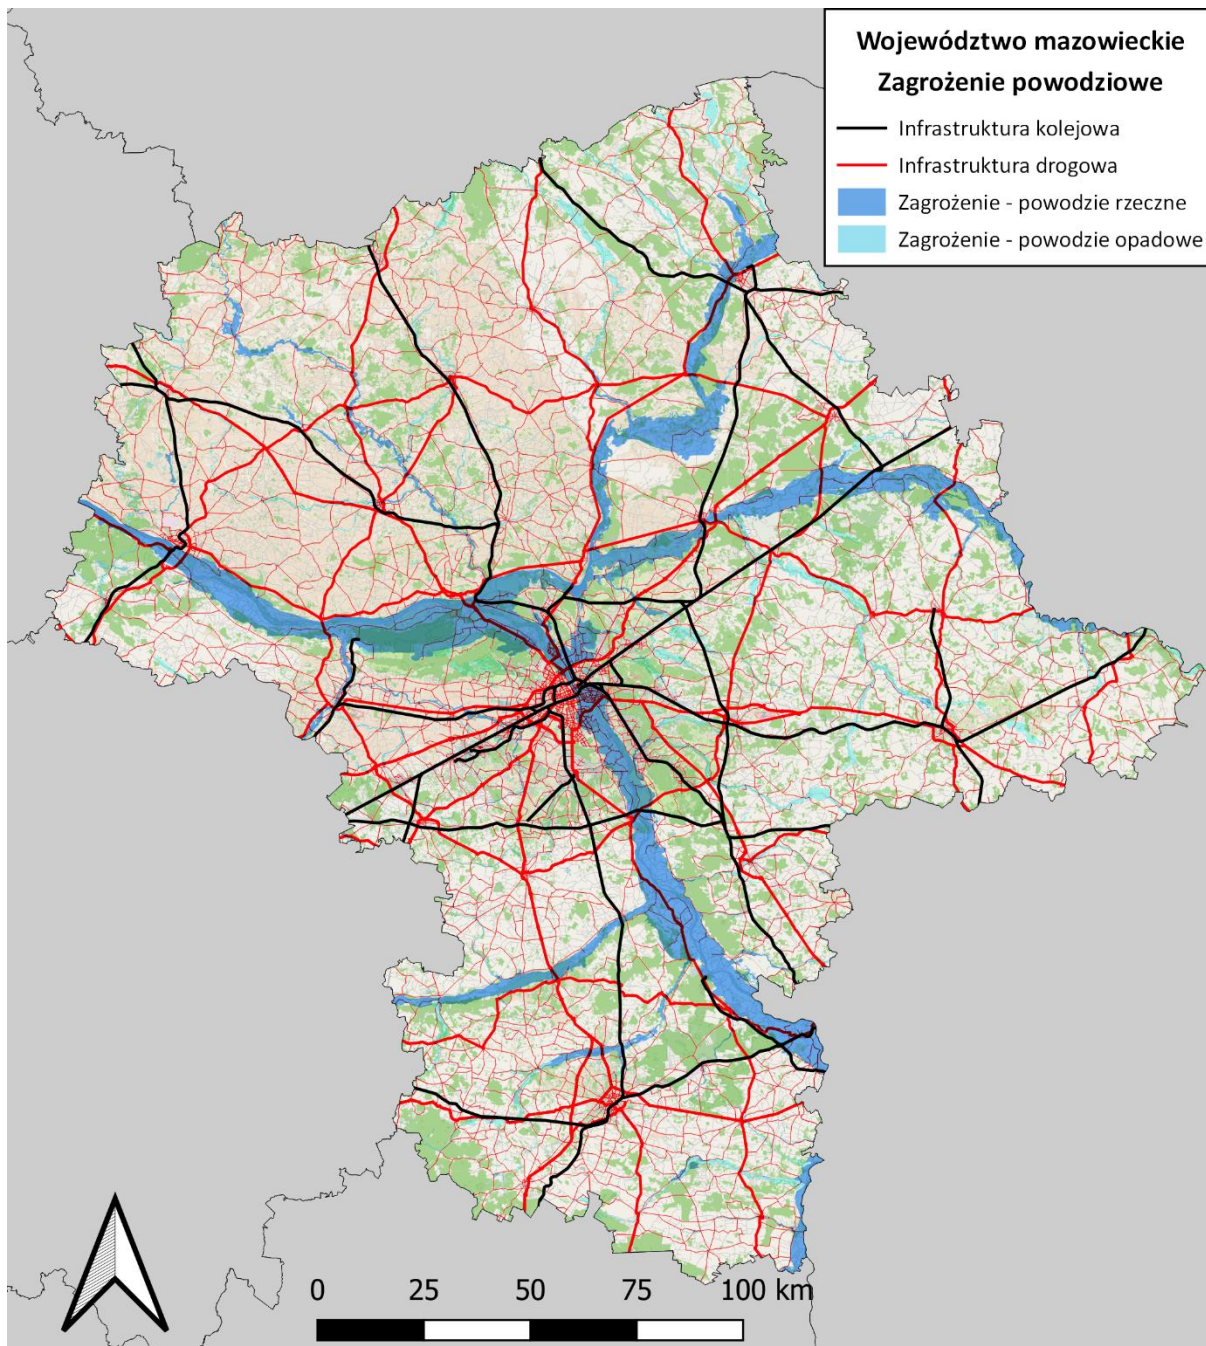 Województwo mazowieckie
Zagrożenie powodziowe
Infrastruktura kolejowa
Infrastruktura drogowa
Zagrożenie - powodzie rzeczne
Zagrożenie - powodzie opadowe
0 25 50 75 100 km